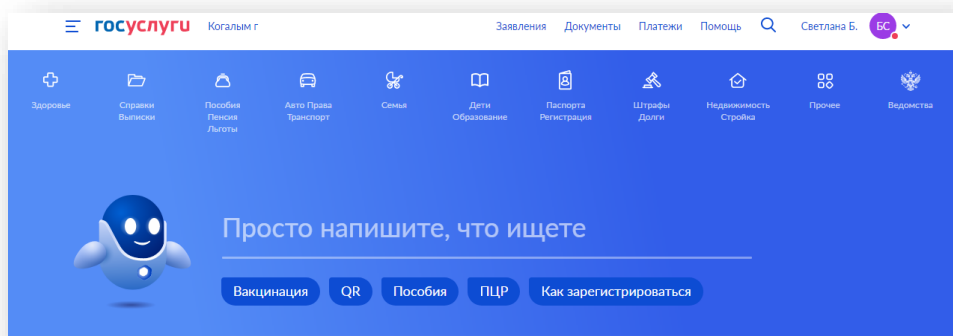 госуслуги Когалым г Заявления Документы Платежи Помощь Светлана Б. БС
Здоровье Справки Пособия Авто Права Семья Дети Паспорта Штрафы Недвижимость Прочее Ведомства
Выписки Пенсия Транспорт Образование Регистрация Долги Стройка
Льготы
Просто напишите, что ищете
Вакцинация QR Пособия ПЦР Как зарегистрироваться